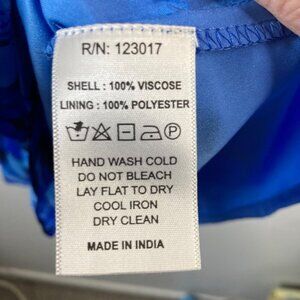 R/N: 123017
SHELL : 100% VISCOSE
LINING : 100% POLYESTER
P
HAND WASH COLD
DO NOT BLEACH
LAY FLAT TO DRY
COOL IRON
DRY CLEAN
MADE IN INDIA